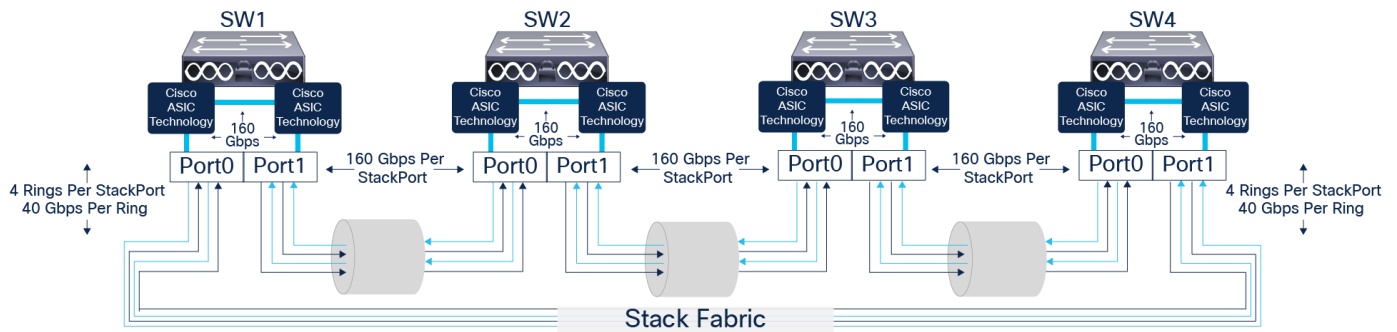 SW1
SW2
SW3
SW4
Cisco
ASIC
Technology
Cisco
ASIC
Technology
160
Gbps
Cisco
ASIC
Technology
Cisco
ASIC
Technology
160
Gbps
Cisco
ASIC
Technology
Cisco
ASIC
Technology
160
Gbps
Cisco
ASIC
Technology
Cisco
ASIC
Technology
160
Gbps
4 Rings Per StackPort
40 Gbps Per Ring
Port0
Port1
160 Gbps Per
StackPort
Port0
Port1
160 Gbps Per
StackPort
Port0
Port1
160 Gbps Per
StackPort
Port0
Port1
4 Rings Per StackPort
40 Gbps Per Ring
Stack Fabric